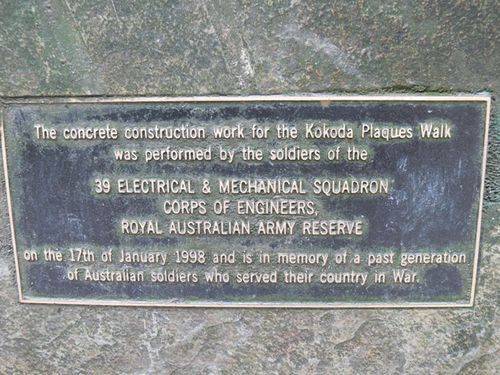 The concrete construction work for the Kokoda Plaques Walk
was performed by the soldiers of the
39 ELECTRICAL & MECHANICAL SQUADRON
CORPS OF ENGINEERS,
ROYAL AUSTRALIAN ARMY RESERVE
on the 17th of January 1998 and is in memory of a past generation
of Australian soldiers who served their country in War.